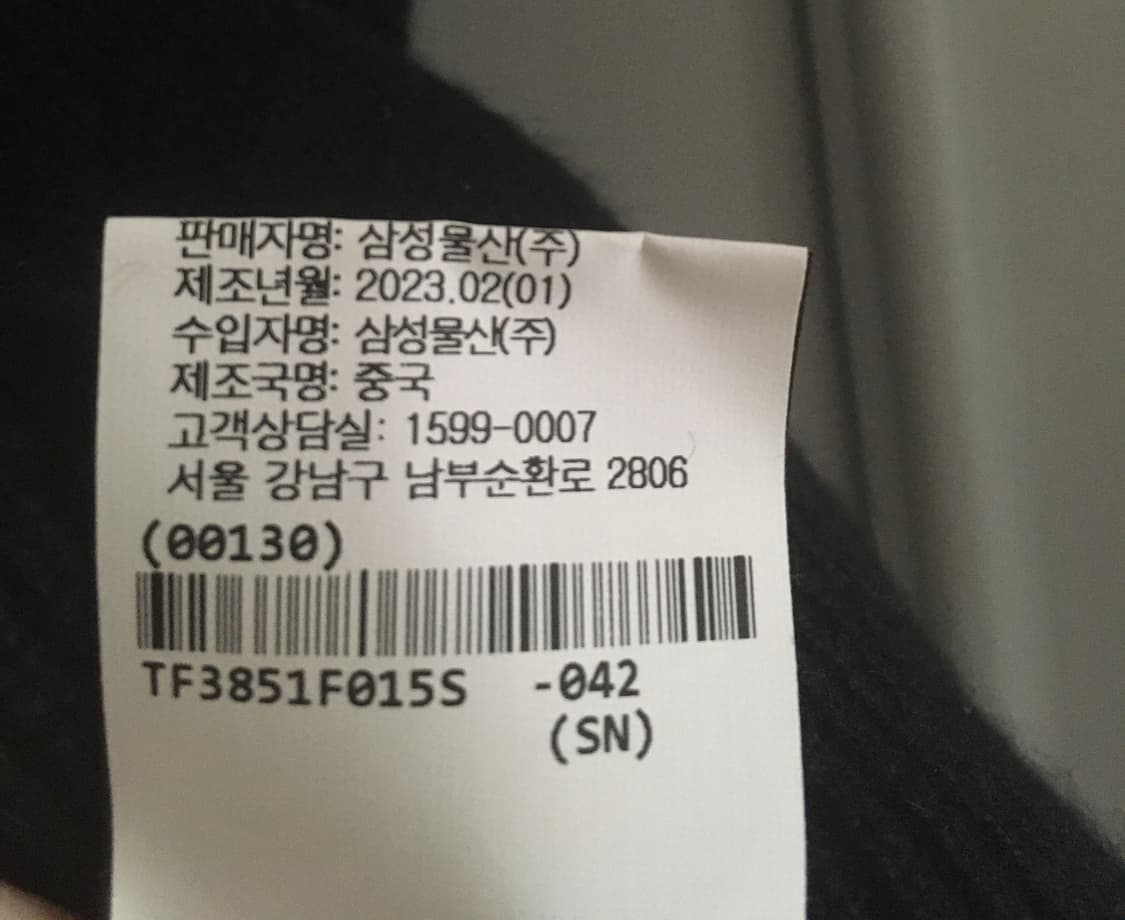 판매자명: 삼성물산(주)
제조년월: 2023.02(01)
수입자명: 삼성물산(주)
제조국명: 중국
고객상담실: 1599-0007
서울 강남구 남부순환로 2806
(00130)
TF3851F015S -042
(SN)